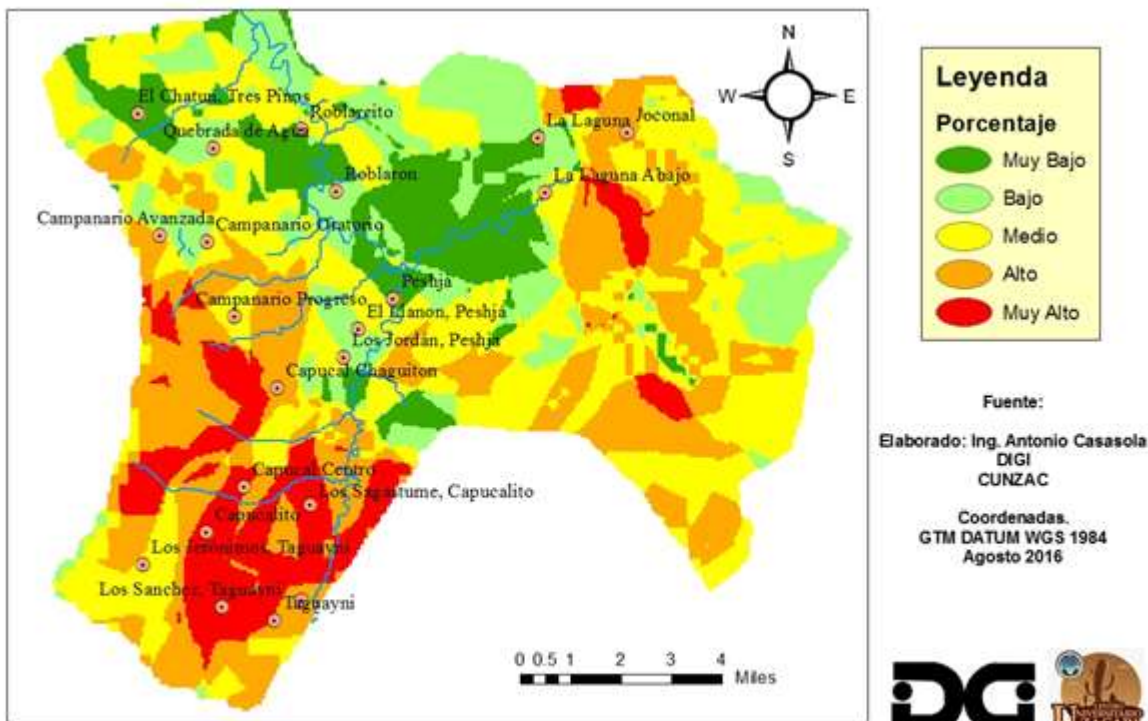 N
W E
S
El Chatun, Tres Pinos
Roblarcito
Quebrada de Agua
La Laguna
Joconal
Roblaron
La Laguna Abajo
Campanario Avanzada
Campanario Oratorio
Peshja
Campanario Progreso
El Llanon, Peshja
Los Jordán, Peshja
Capucal Chaguiton
Capucal Centro
Los Sagastume, Capucalito
Capucalito
Los Jeronimos, Taguayni
Los Sanchez, Taguayni
Taguayni
0 0.5 1 2 3 4
Miles
Leyenda
Porcentaje
Muy Bajo
Bajo
Medio
Alto
Muy Alto
Fuente:
Elaborado: Ing. Antonio Casasola
DIGI
CUNZAC
Coordenadas.
GTM DATUM WGS 1984
Agosto 2016